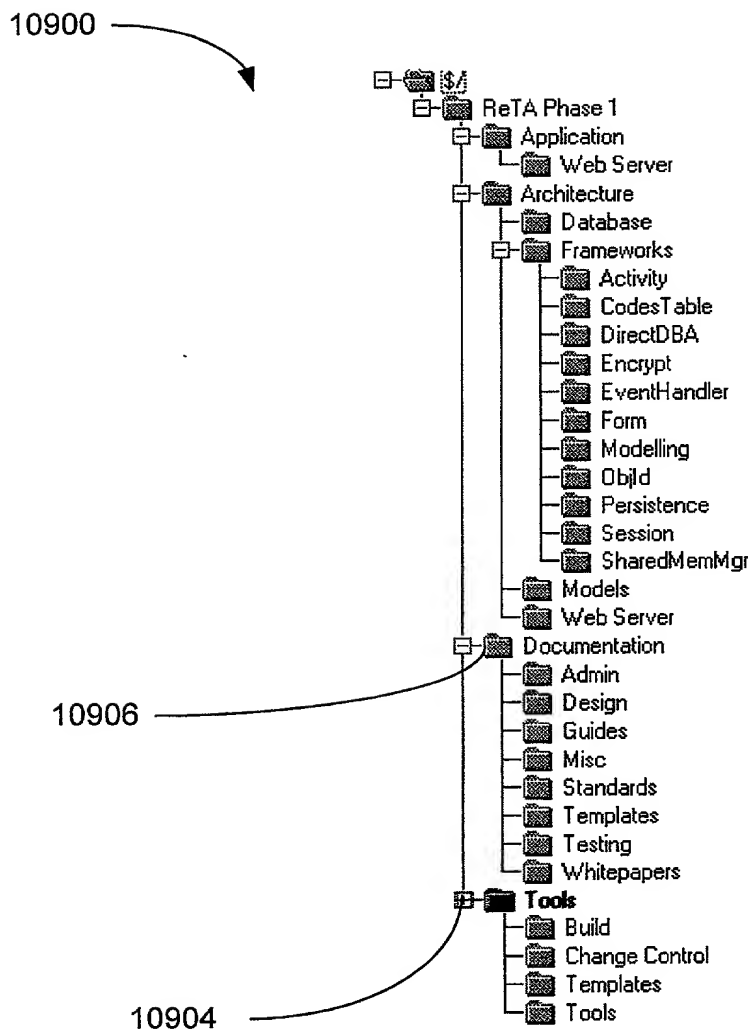 10900
$/
ReTA Phase 1
Application
Web Server
Architecture
Database
Frameworks
Activity
CodesTable
DirectDBA
Encrypt
EventHandler
Form
Modelling
ObjId
Persistence
Session
SharedMemMgr
Models
Web Server
Documentation
Admin
10906
Design
Guides
Misc
Standards
Templates
Testing
Whitepapers
Tools
Build
Change Control
Templates
Tools
10904